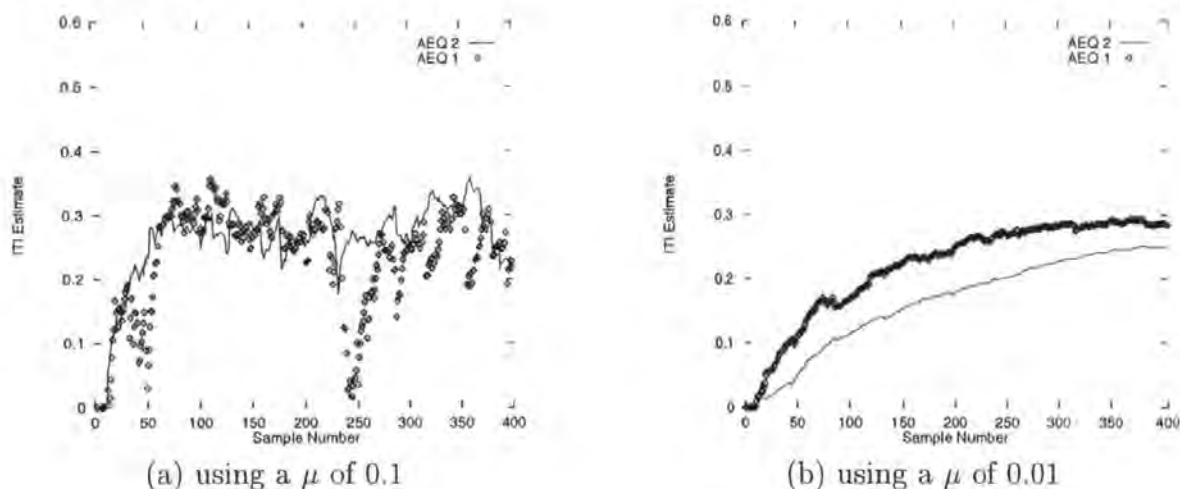 0.6
0.5
0.4
0.3
0.2
0.1
0
ITI Estimate
AEQ 2
AEQ 1
0 50 100 150 200 250 300 350 400
Sample Number
(a) using a μ of 0.1
0.6
0.5
0.4
0.3
0.2
0.1
0
ITI Estimate
AEQ 2
AEQ 1
0 50 100 150 200 250 300 350 400
Sample Number
(b) using a μ of 0.01